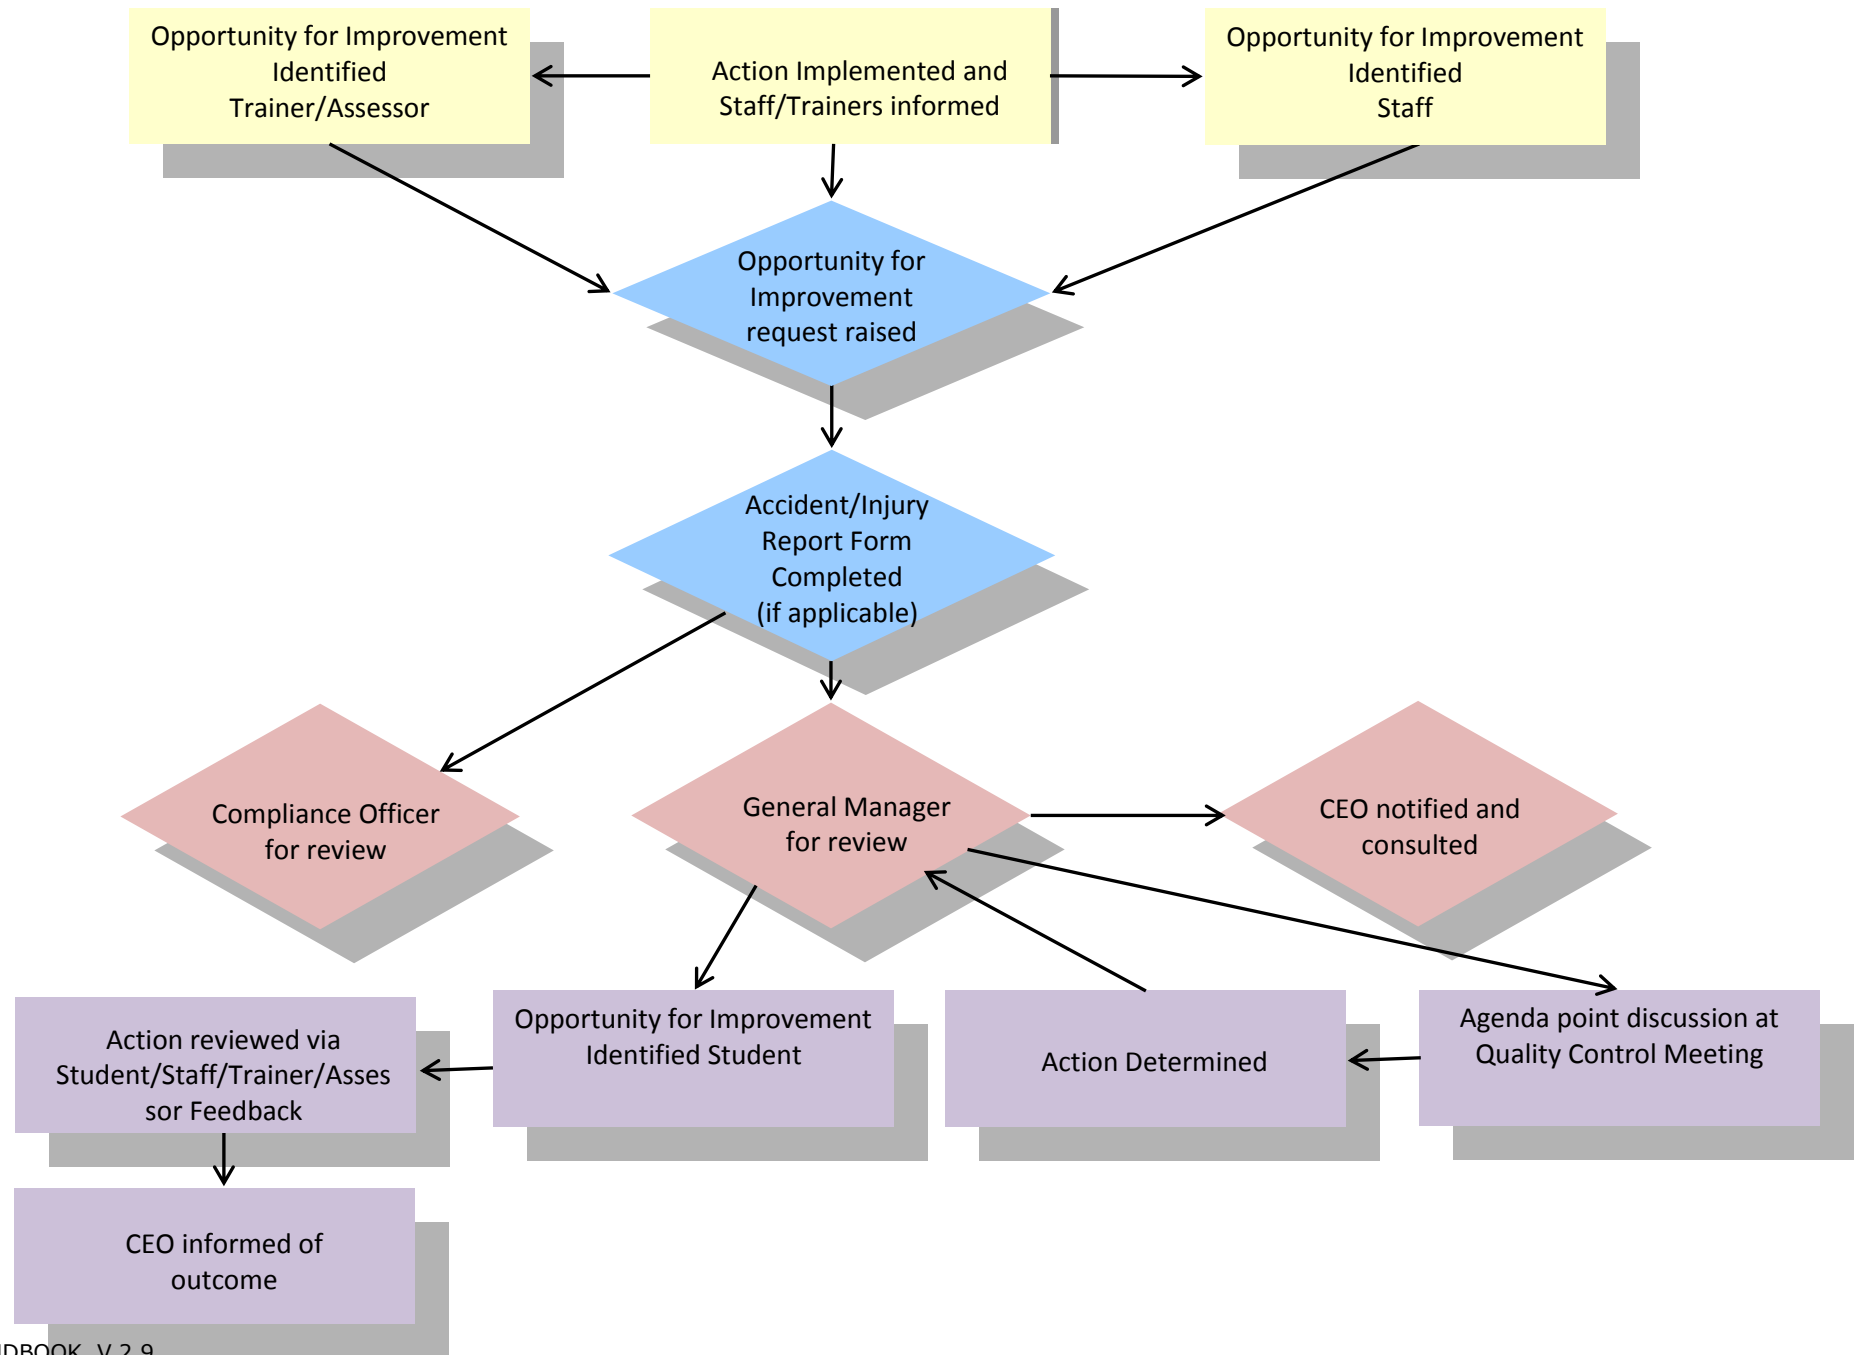 Opportunity for Improvement
Identified
Trainer/Assessor
Action Implemented and
Staff/Trainers informed
Opportunity for Improvement
Identified
Staff
Opportunity for
Improvement
request raised
Accident/Injury
Report Form
Completed
(if applicable)
Compliance Officer
for review
General Manager
for review
CEO notified and
consulted
Action reviewed via
Student/Staff/Trainer/Asses
sor Feedback
Opportunity for Improvement
Identified Student
Action Determined
Agenda point discussion at
Quality Control Meeting
CEO informed of
outcome